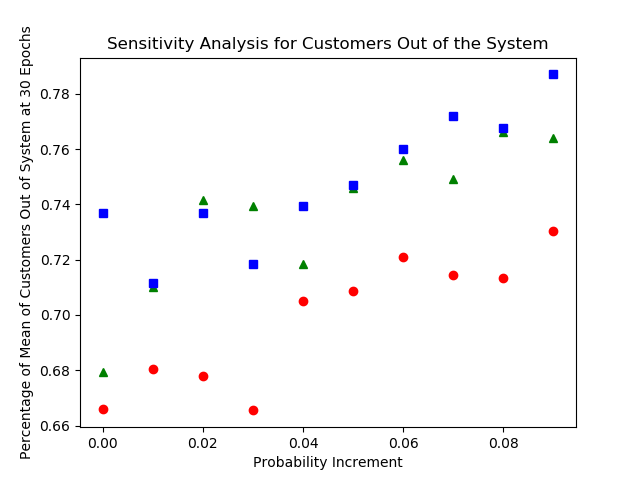 Sensitivity Analysis for Customers Out of the System
Percentage of Mean of Customers Out of System at 30 Epochs
0.78
0.76
0.74
0.72
0.70
0.68
0.66
0.00 0.02 0.04 0.06 0.08
Probability Increment